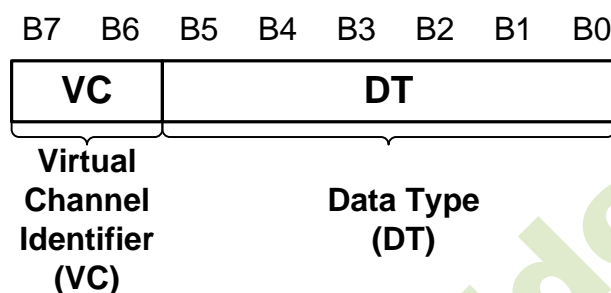 B7 B6 B5 B4 B3 B2 B1 B0
VC DT
Virtual
Channel
Identifier
(VC)
Data Type
(DT)